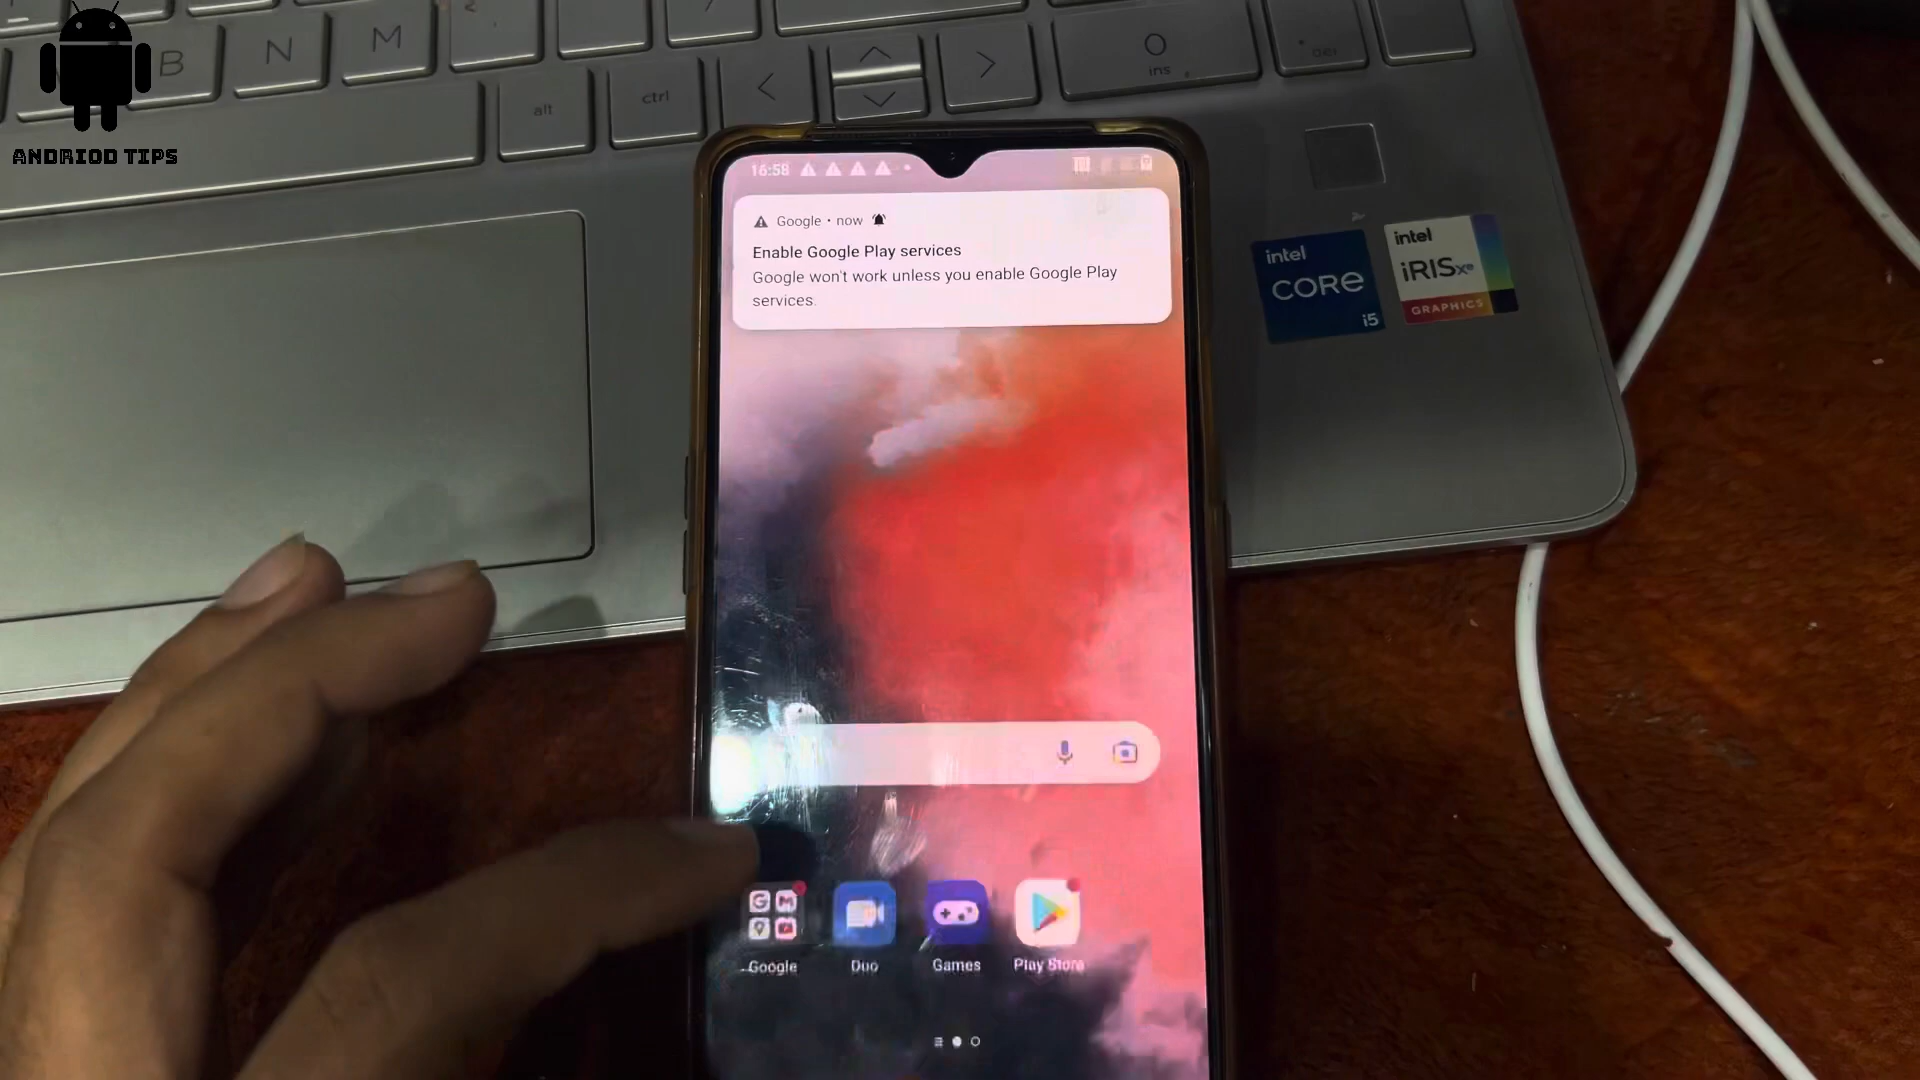 ANDRIOD TIPS
B
N
M
alt
ctrl
O
ins
del
intel
CORE
i5
intel
iRISxe
GRAPHICS
16:58
Google • now
Enable Google Play services
Google won't work unless you enable Google Play
services.
Google
Duo
Games
Play Store